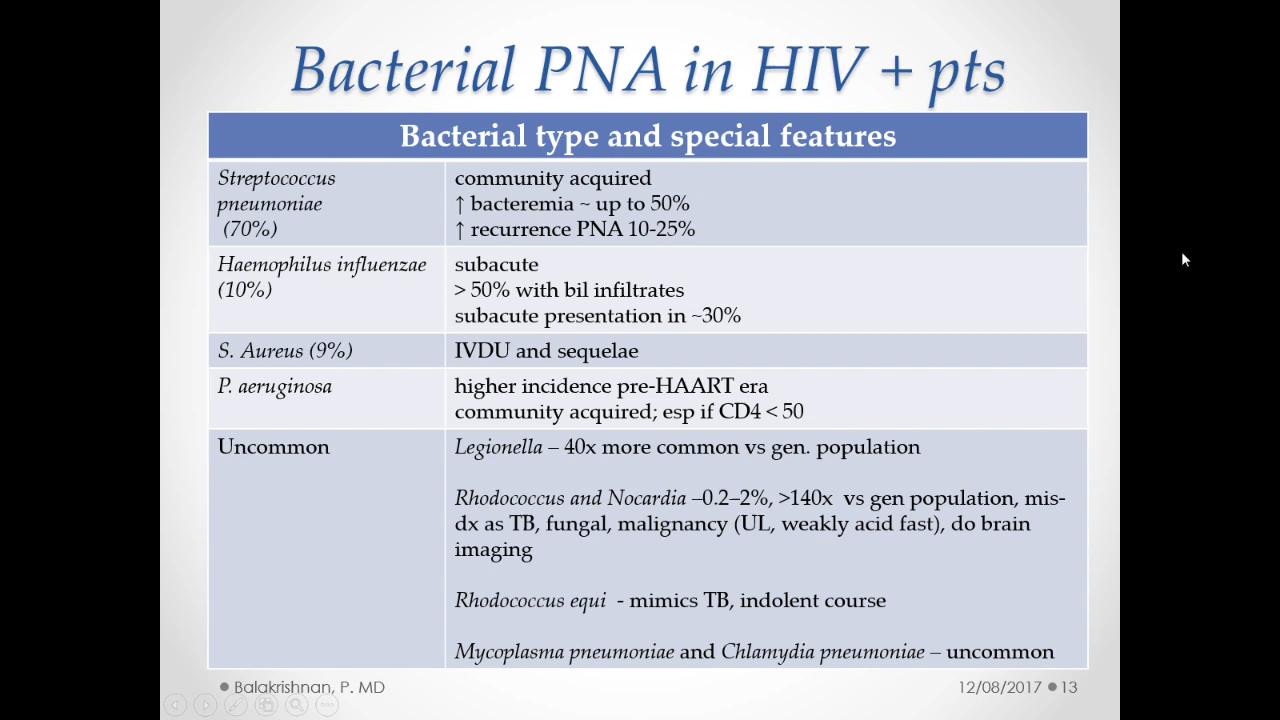 Bacterial PNA in HIV + pts
Bacterial type and special features
Streptococcus
pneumoniae
(70%)
community acquired
↑ bacteremia ~ up to 50%
↑ recurrence PNA 10-25%
Haemophilus influenzae
(10%)
subacute
> 50% with bil infiltrates
subacute presentation in ~30%
S. Aureus (9%)
IVDU and sequelae
P. aeruginosa
higher incidence pre-HAART era
community acquired; esp if CD4 < 50
Uncommon
Legionella – 40x more common vs gen. population
Rhodococcus and Nocardia –0.2–2%, >140x vs gen population, mis-
dx as TB, fungal, malignancy (UL, weakly acid fast), do brain
imaging
Rhodococcus equi - mimics TB, indolent course
Mycoplasma pneumoniae and Chlamydia pneumoniae – uncommon
Balakrishnan, P. MD
12/08/2017 13